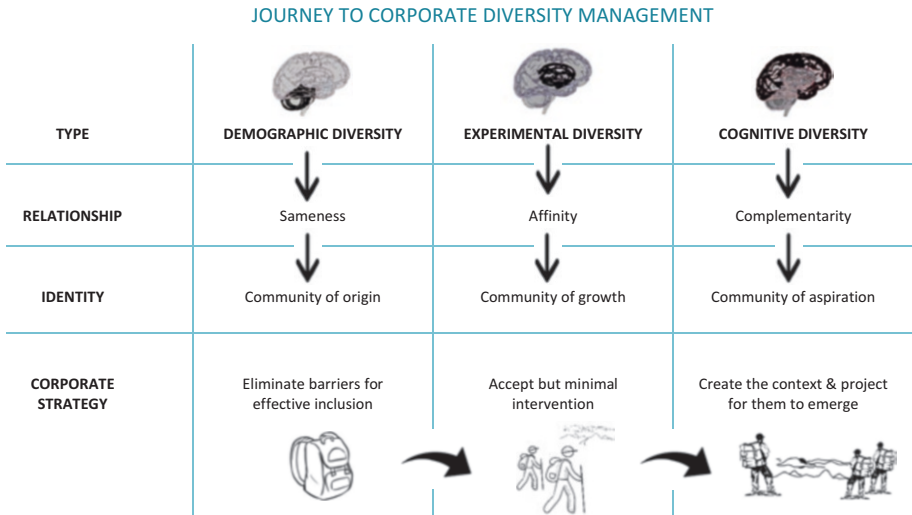 JOURNEY TO CORPORATE DIVERSITY MANAGEMENT
TYPE
DEMOGRAPHIC DIVERSITY
EXPERIMENTAL DIVERSITY
COGNITIVE DIVERSITY
RELATIONSHIP
Sameness
Affinity
Complementarity
IDENTITY
Community of origin
Community of growth
Community of aspiration
CORPORATE
STRATEGY
Eliminate barriers for
effective inclusion
Accept but minimal
intervention
Create the context & project
for them to emerge